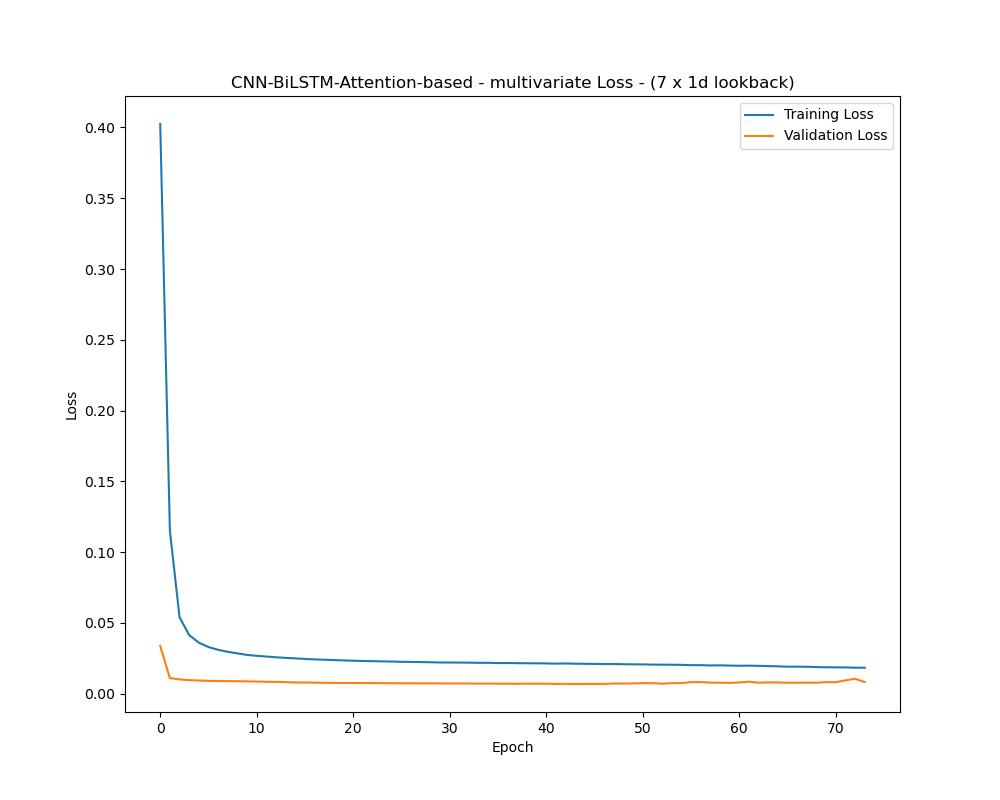 CNN-BiLSTM-Attention-based - multivariate Loss - (7 x 1d lookback)
Training Loss
Validation Loss
0.40
0.35
0.30
0.25
0.20
0.15
0.10
0.05
0.00
Loss
0 10 20 30 40 50 60 70
Epoch